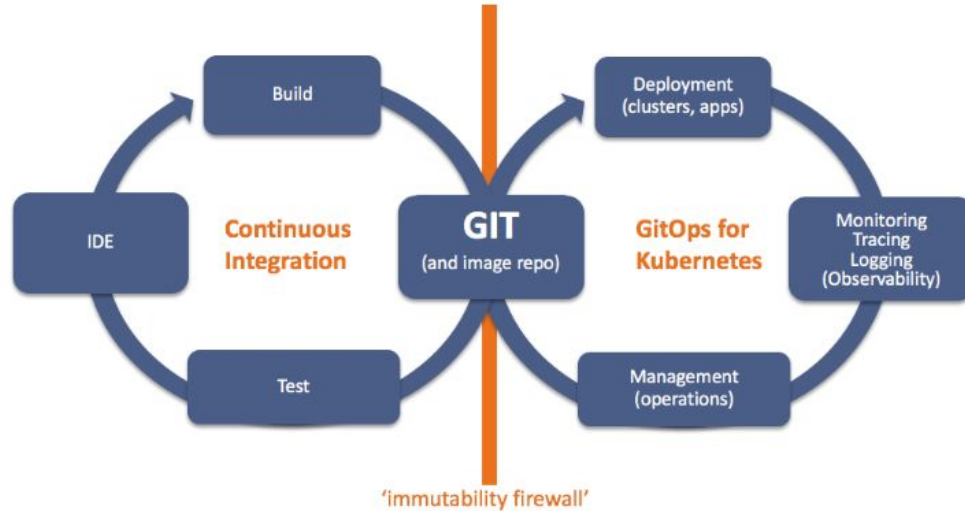 Build
Deployment
(clusters, apps)
IDE
Continuous
Integration
GIT
(and image repo)
GitOps for
Kubernetes
Monitoring
Tracing
Logging
(Observability)
Test
Management
(operations)
‘immutability firewall’